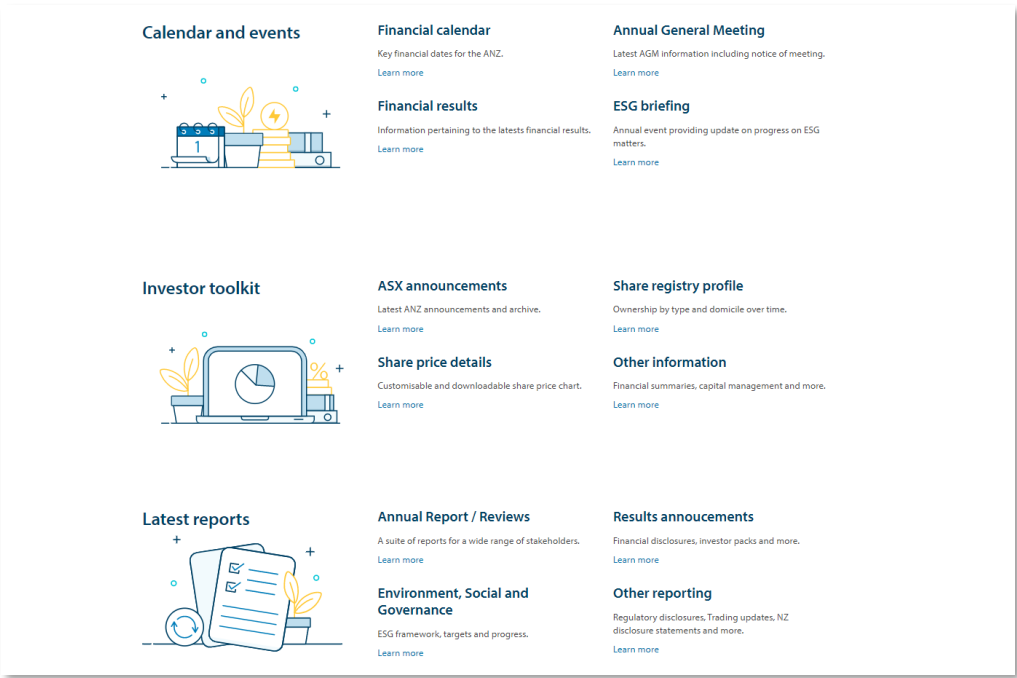 Calendar and events
Financial calendar
Key financial dates for the ANZ.
Learn more
Annual General Meeting
Latest AGM information including notice of meeting.
Learn more
Financial results
Information pertaining to the latests financial results.
Learn more
ESG briefing
Annual event providing update on progress on ESG
matters.
Learn more
1
Investor toolkit
ASX announcements
Latest ANZ announcements and archive.
Learn more
Share registry profile
Ownership by type and domicile over time.
Learn more
Share price details
Customisable and downloadable share price chart.
Learn more
Other information
Financial summaries, capital management and more.
Learn more
%
Latest reports
Annual Report / Reviews
A suite of reports for a wide range of stakeholders.
Learn more
Results annoucements
Financial disclosures, investor packs and more.
Learn more
Environment, Social and
Governance
ESG framework, targets and progress.
Learn more
Other reporting
Regulatory disclosures, Trading updates, NZ
disclosure statements and more.
Learn more